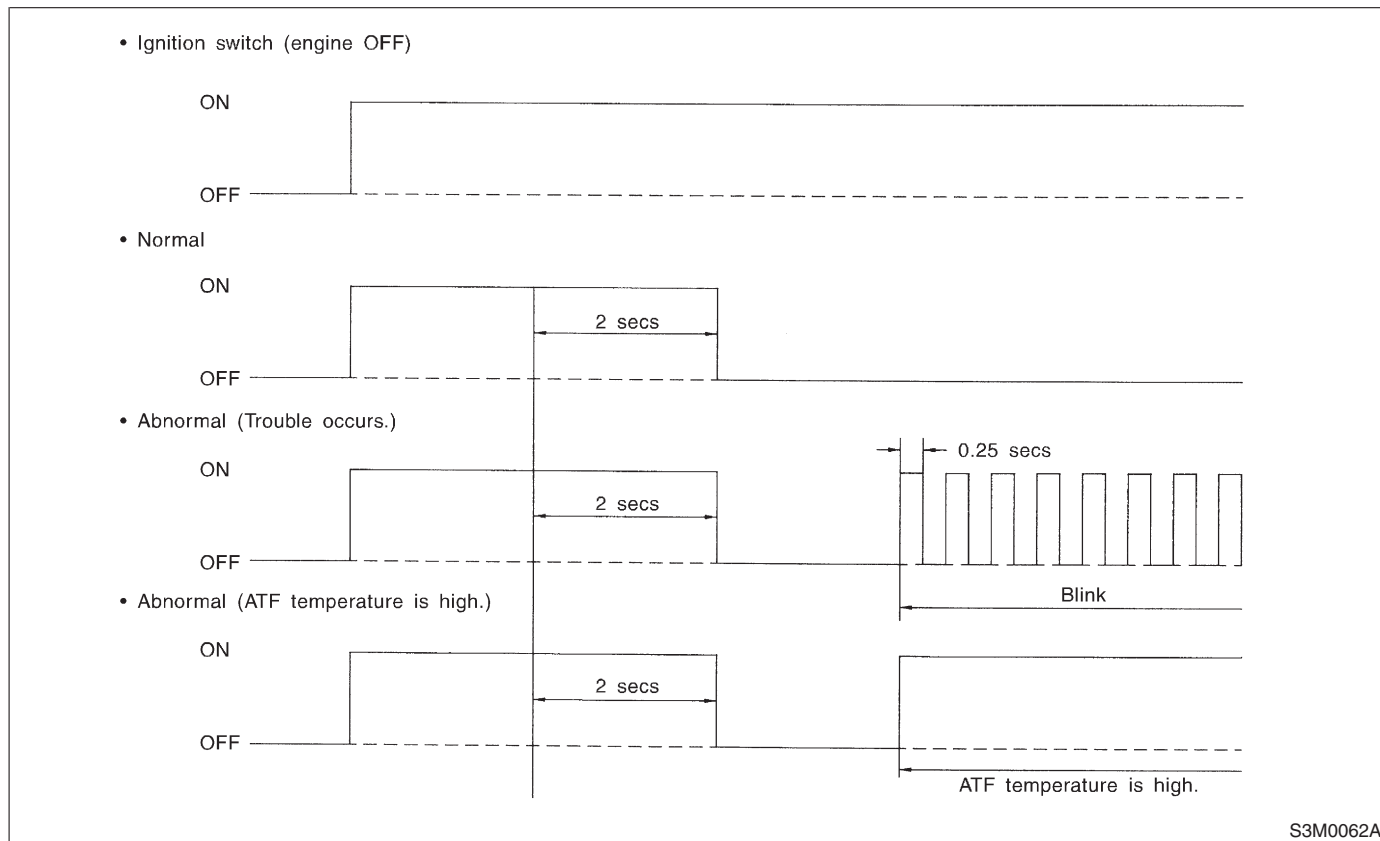 • Ignition switch (engine OFF)
ON
OFF
• Normal
ON
2 secs
OFF
• Abnormal (Trouble occurs.)
ON
0.25 secs
2 secs
OFF
Blink
• Abnormal (ATF temperature is high.)
ON
2 secs
OFF
ATF temperature is high.
S3M0062A